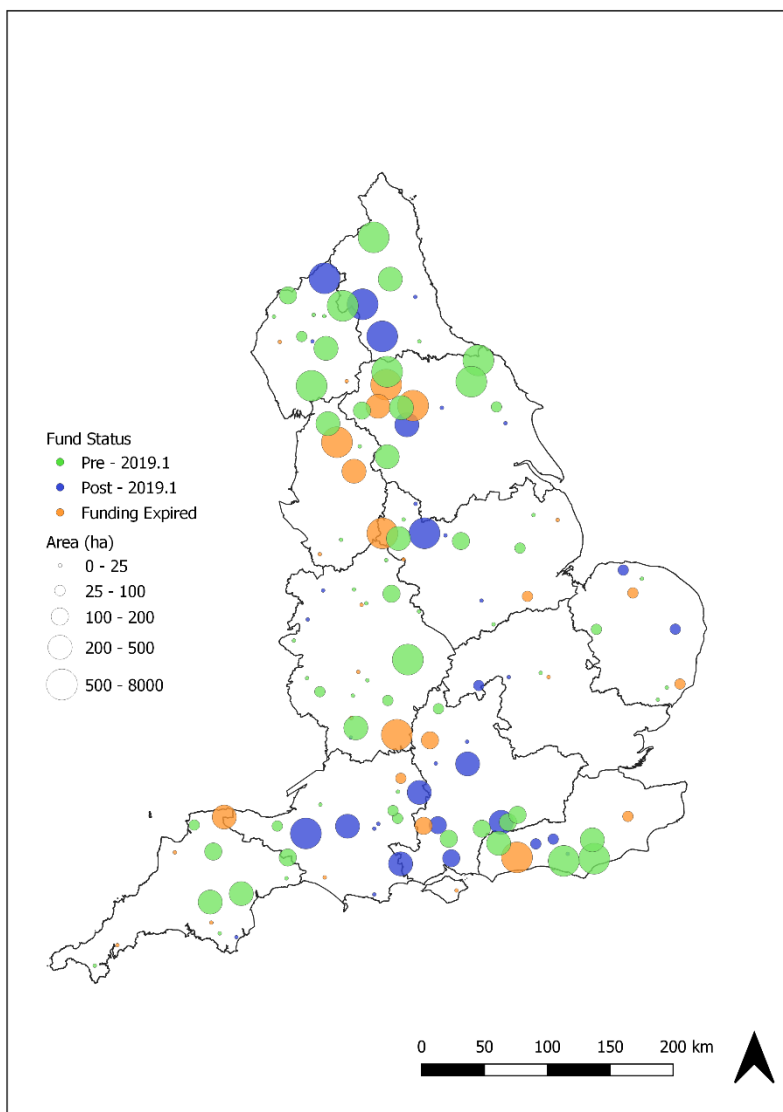 Fund Status
Pre - 2019.1
Post - 2019.1
Funding Expired
Area (ha)
0 - 25
25 - 100
100 - 200
200 - 500
500 - 8000
0 50 100 150 200 km